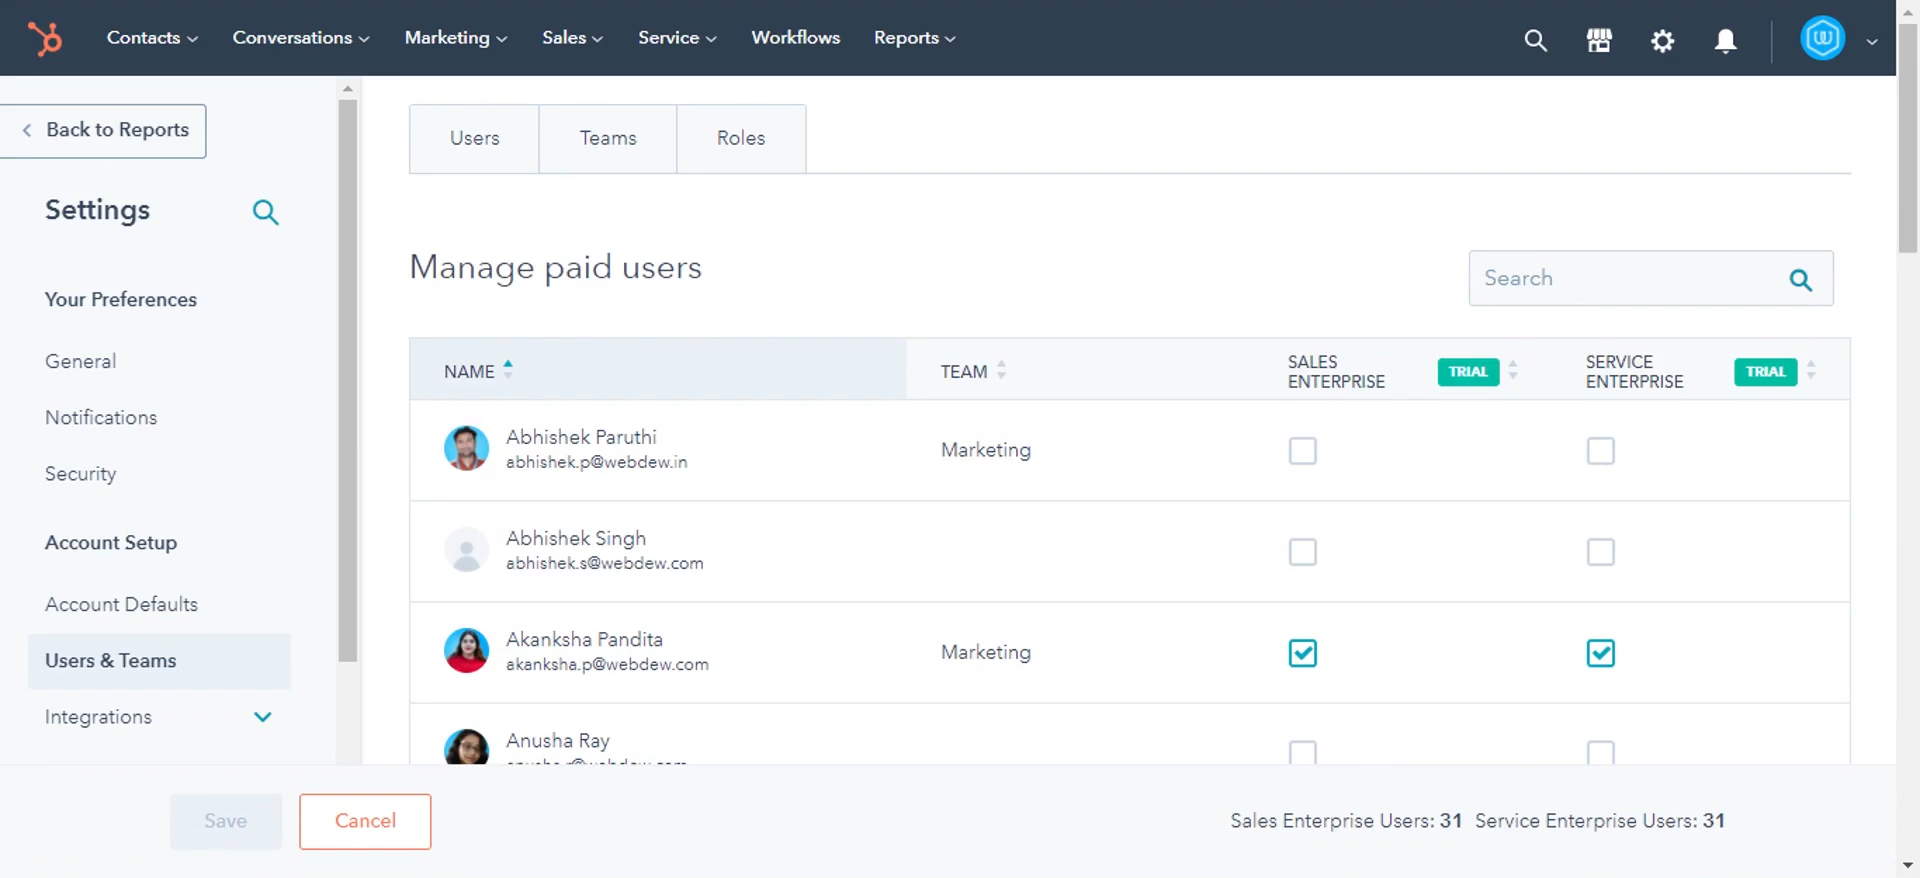 Contacts Conversations Marketing Sales Service Workflows Reports
Back to Reports
Settings
Your Preferences
General
Notifications
Security
Account Setup
Account Defaults
Users & Teams
Integrations
Users Teams Roles
Manage paid users
Search
NAME TEAM SALES ENTERPRISE TRIAL SERVICE ENTERPRISE TRIAL
Abhishek Paruthi
abhishek.p@webdew.in
Marketing
Abhishek Singh
abhishek.s@webdew.com
Akanksha Pandita
akanksha.p@webdew.com
Marketing
Anusha Ray
Save Cancel
Sales Enterprise Users: 31 Service Enterprise Users: 31